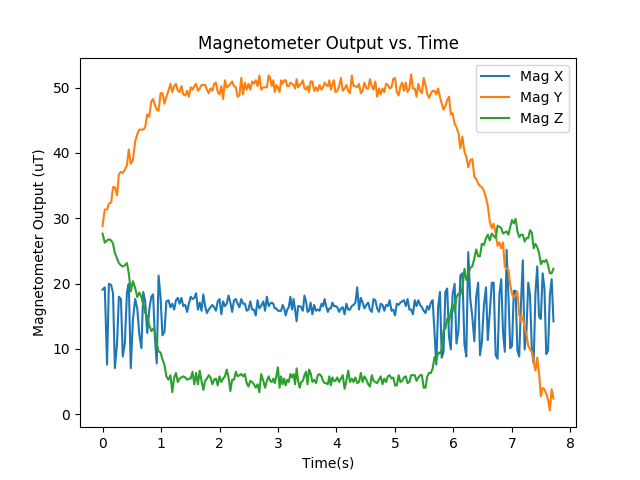 Magnetometer Output vs. Time
Mag X
Mag Y
Mag Z
Magnetometer Output (uT)
50
40
30
20
10
0
0 1 2 3 4 5 6 7 8
Time(s)